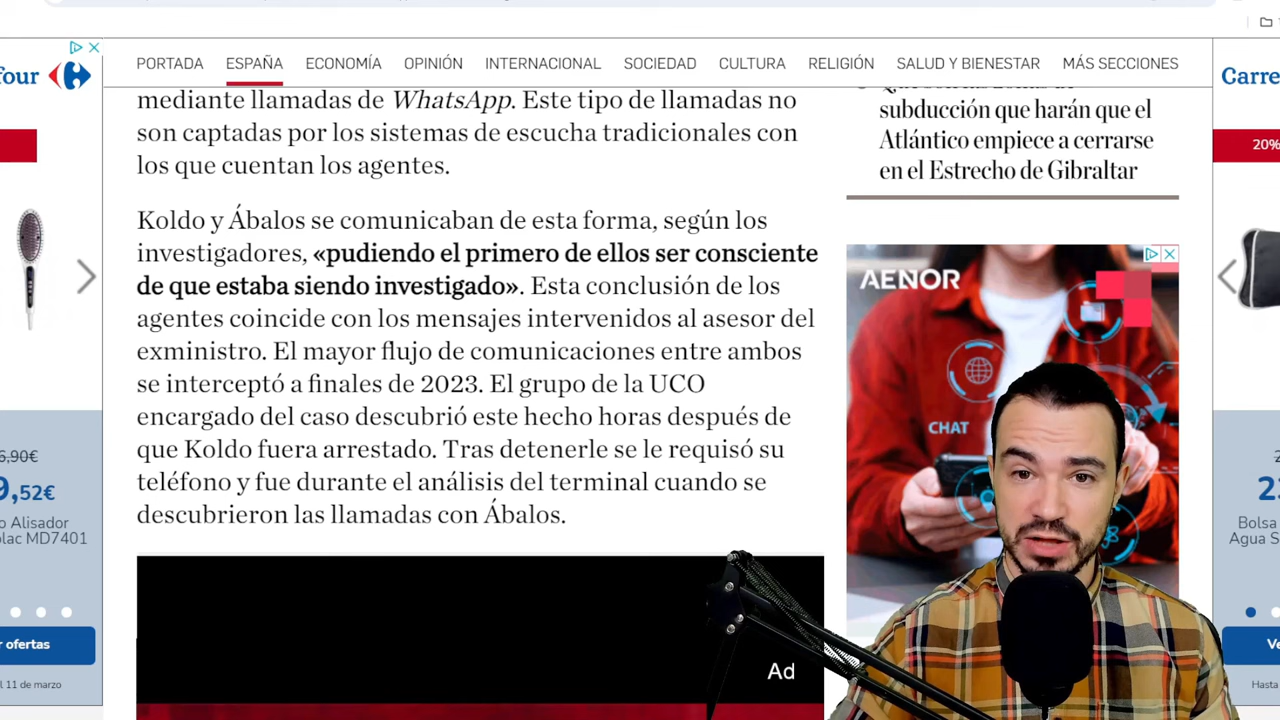 PORTADA ESPAÑA ECONOMÍA OPINIÓN INTERNACIONAL SOCIEDAD CULTURA RELIGIÓN SALUD Y BIENESTAR MÁS SECCIONES
mediante llamadas de WhatsApp. Este tipo de llamadas no
son captadas por los sistemas de escucha tradicionales con
los que cuentan los agentes.
Koldo y Ábalos se comunicaban de esta forma, según los
investigadores, «pudiendo el primero de ellos ser consciente
de que estaba siendo investigado». Esta conclusión de los
agentes coincide con los mensajes intervenidos al asesor del
exministro. El mayor flujo de comunicaciones entre ambos
se interceptó a finales de 2023. El grupo de la UCO
encargado del caso descubrió este hecho horas después de
que Koldo fuera arrestado. Tras detenerle se le requisó su
teléfono y fue durante el análisis del terminal cuando se
descubrieron las llamadas con Ábalos.
Ad
subducción que harán que el
Atlántico empiece a cerrarse
en el Estrecho de Gibraltar
AENOR
CHAT
four
6,90€
9,52€
o Alisador
olac MD7401
r ofertas
l 11 de marzo
Carre
20%
2
Bolsa
Agua S
Ve
Hasta